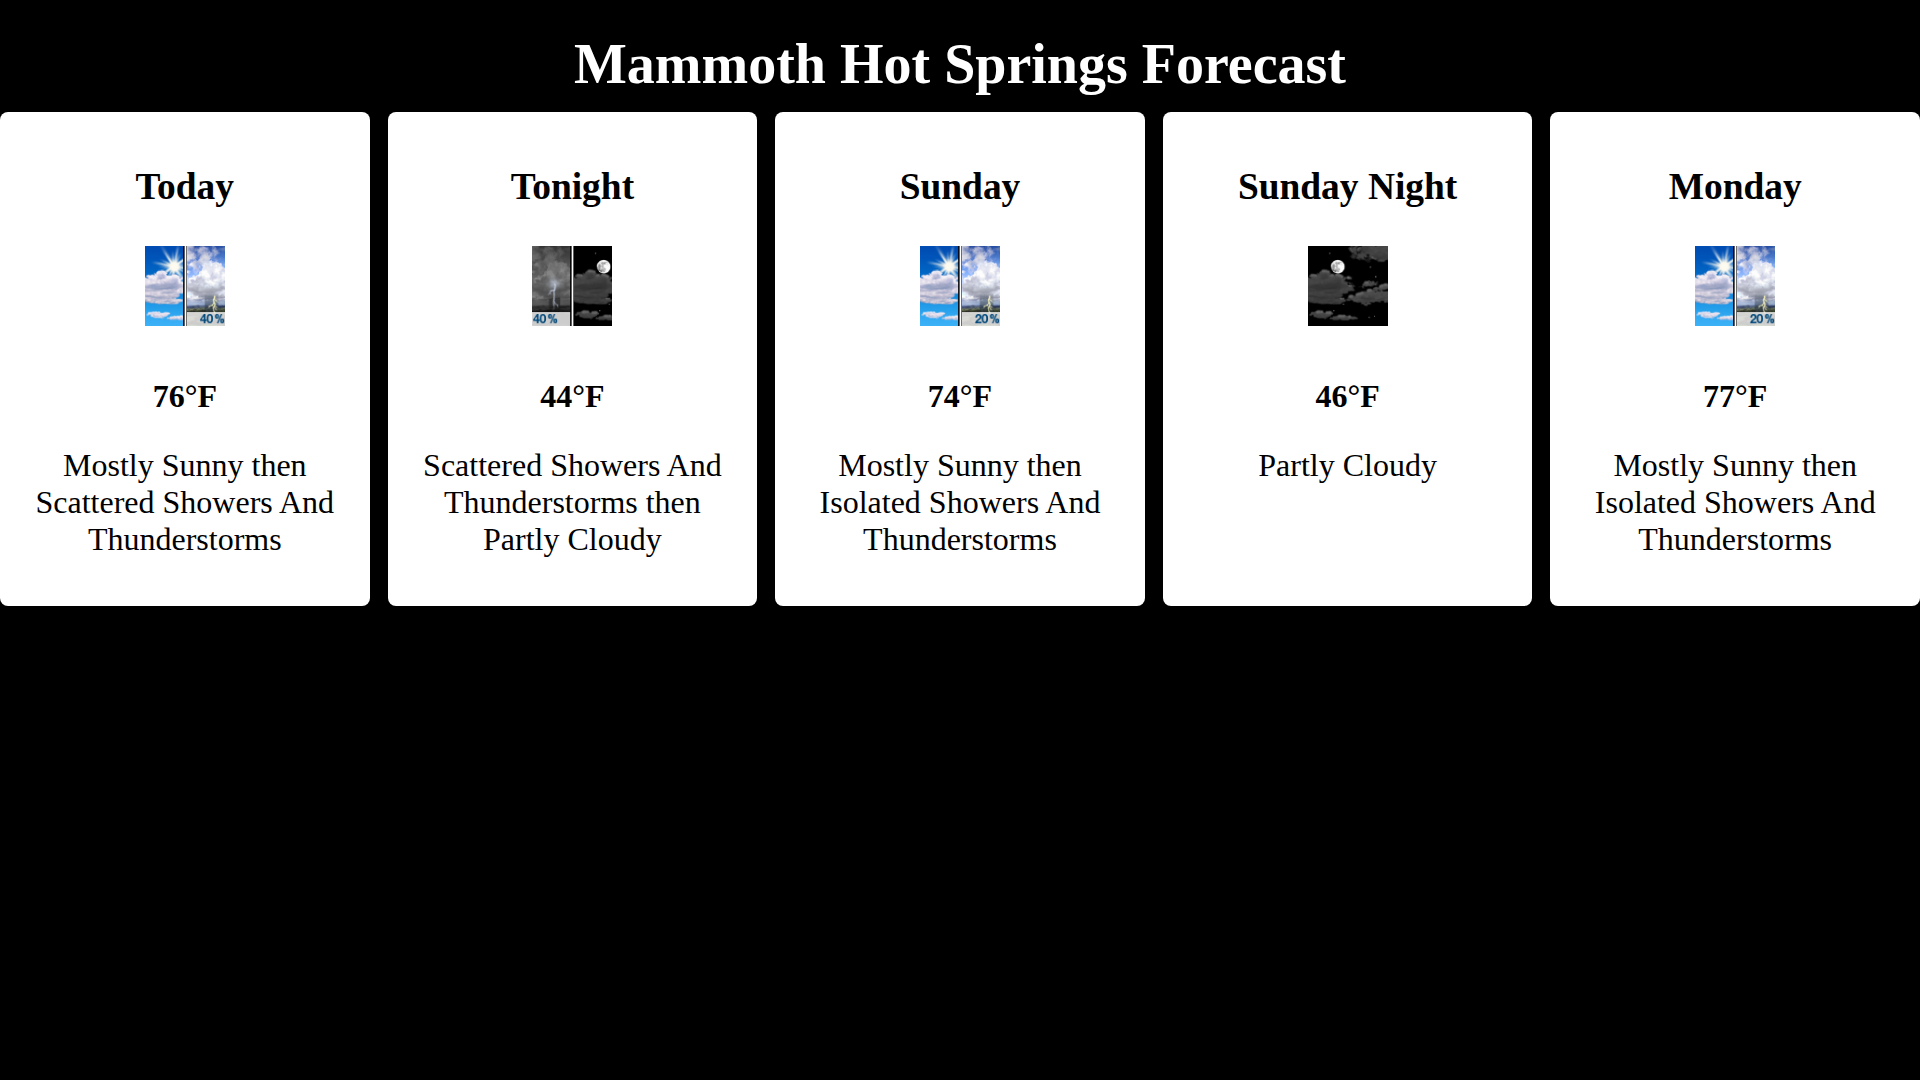 Mammoth Hot Springs Forecast
Today
40%
76°F
Mostly Sunny then
Scattered Showers And
Thunderstorms
Tonight
40%
44°F
Scattered Showers And
Thunderstorms then
Partly Cloudy
Sunday
20%
74°F
Mostly Sunny then
Isolated Showers And
Thunderstorms
Sunday Night
46°F
Partly Cloudy
Monday
20%
77°F
Mostly Sunny then
Isolated Showers And
Thunderstorms